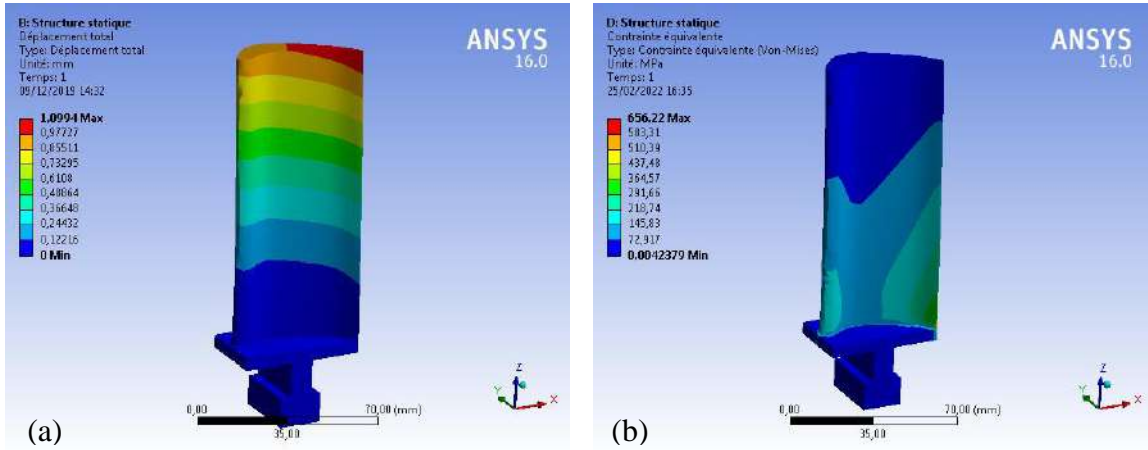 B: Structure statique
Déplacement total
Type: Déplacement total
Unité: mm
Temps: 1
09/12/2019 14:32
1.0994 Max
0,97727
0,85511
0,73295
0,6108
0,48864
0,36648
0,24432
0,12216
0 Min
ANSYS
16.0
Z
Y
X
0,00
70,00 (mm)
35,00
(a)
D: Structure statique
Contrainte équivalente
Type: Contrainte équivalente (Von-Mises)
Unité: MPa
Temps: 1
25/02/2022 16:35
656.22 Max
583,31
510,39
437,48
364,57
291,66
218,74
145,83
72,917
0.0042379 Min
ANSYS
16.0
Z
Y
X
0,00
70,00 (mm)
35,00
(b)